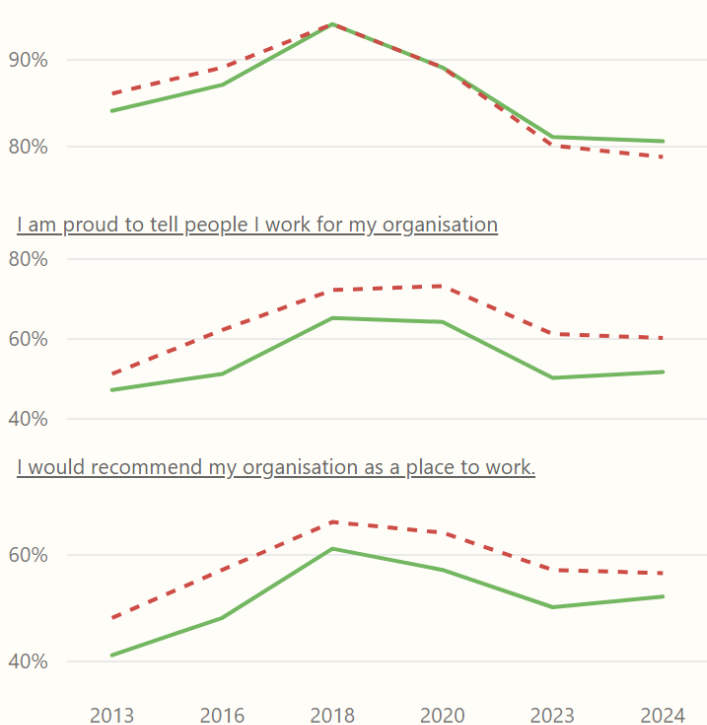 90%
80%
I am proud to tell people I work for my organisation
80%
60%
40%
I would recommend my organisation as a place to work.
60%
40%
2013 2016 2018 2020 2023 2024